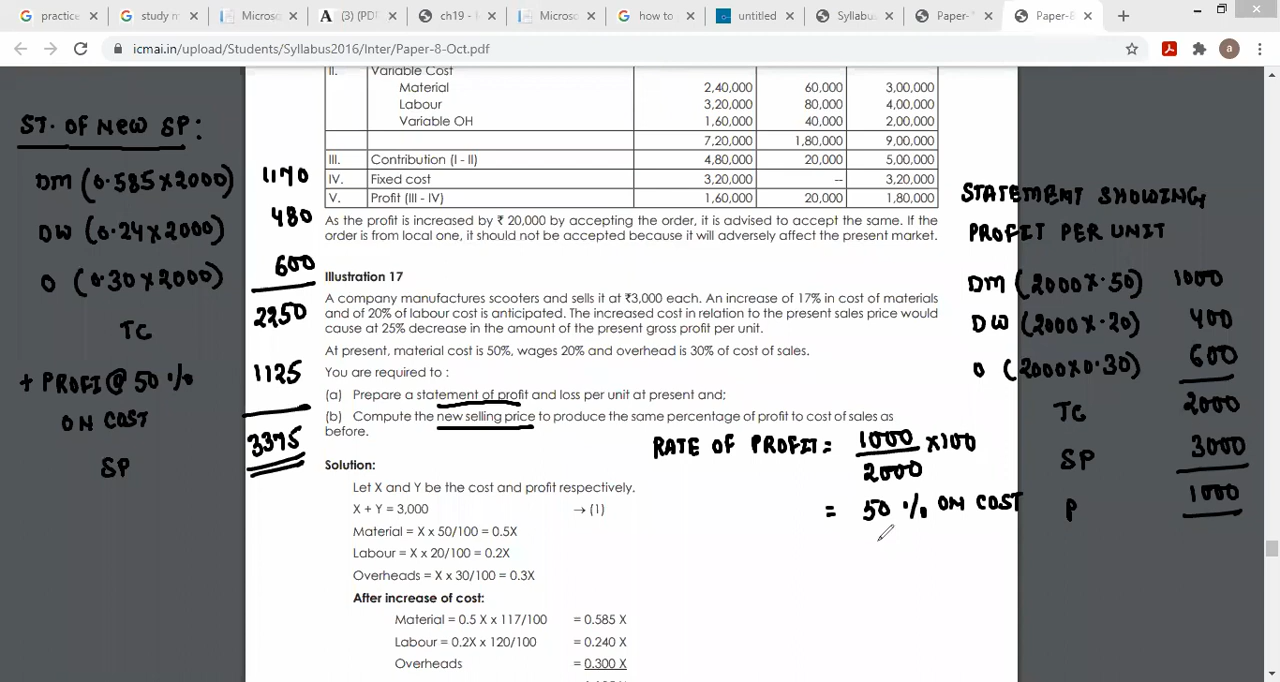 practice
study m
Microso
(3) (PDF
ch19 -
Microso
how to
untitled
Syllabu
Paper-
Paper-8
icmai.in/upload/Students/Syllabus2016/Inter/Paper-8-Oct.pdf
a
II. Variable Cost
Material 2,40,000 60,000 3,00,000
Labour 3,20,000 80,000 4,00,000
Variable OH 1,60,000 40,000 2,00,000
7,20,000 1,80,000 9,00,000
III. Contribution (I - II) 4,80,000 20,000 5,00,000
IV. Fixed cost 3,20,000 -- 3,20,000
V. Profit (III - IV) 1,60,000 20,000 1,80,000
As the profit is increased by ₹ 20,000 by accepting the order, it is advised to accept the same. If the
order is from local one, it should not be accepted because it will adversely affect the present market.
Illustration 17
A company manufactures scooters and sells it at ₹3,000 each. An increase of 17% in cost of materials
and of 20% of labour cost is anticipated. The increased cost in relation to the present sales price would
cause at 25% decrease in the amount of the present gross profit per unit.
At present, material cost is 50%, wages 20% and overhead is 30% of cost of sales.
You are required to :
(a) Prepare a statement of profit and loss per unit at present and;
(b) Compute the new selling price to produce the same percentage of profit to cost of sales as
before.
Solution:
Let X and Y be the cost and profit respectively.
X + Y = 3,000 → (1)
Material = X x 50/100 = 0.5X
Labour = X x 20/100 = 0.2X
Overheads = X x 30/100 = 0.3X
After increase of cost:
Material = 0.5 X x 117/100 = 0.585 X
Labour = 0.2X x 120/100 = 0.240 X
Overheads = 0.300 X
ST. OF NEW SP:
DM (0.585x2000) 1170
DW (0.24x2000) 480
O (0.30x2000) 600
TC 2250
+ PROFI@ 50 % 1125
ON COST
SP 3375
STATEMENT SHOWING
PROFIT PER UNIT
DM (2000x.50) 1000
DW (2000x.20) 400
O (2000x0.30) 600
TC 2000
SP 3000
P 1000
RATE OF PROFIT = 1000 x100
2000
= 50 % ON COST